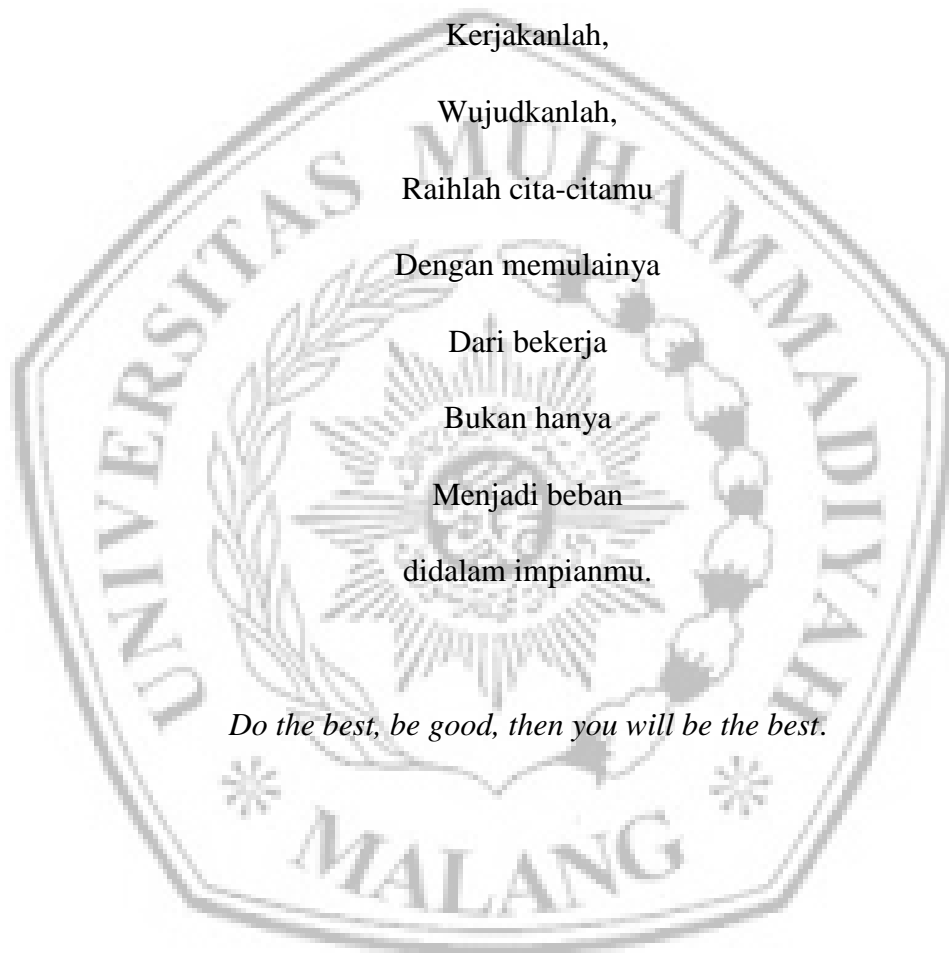 Kerjakanlah,
Wujudkanlah,
Raihlah cita-citamu
Dengan memulainya
Dari bekerja
Bukan hanya
Menjadi beban
didalam impianmu.
Do the best, be good, then you will be the best.
UNIVERSITAS MUHAMMADIYAH
MALANG